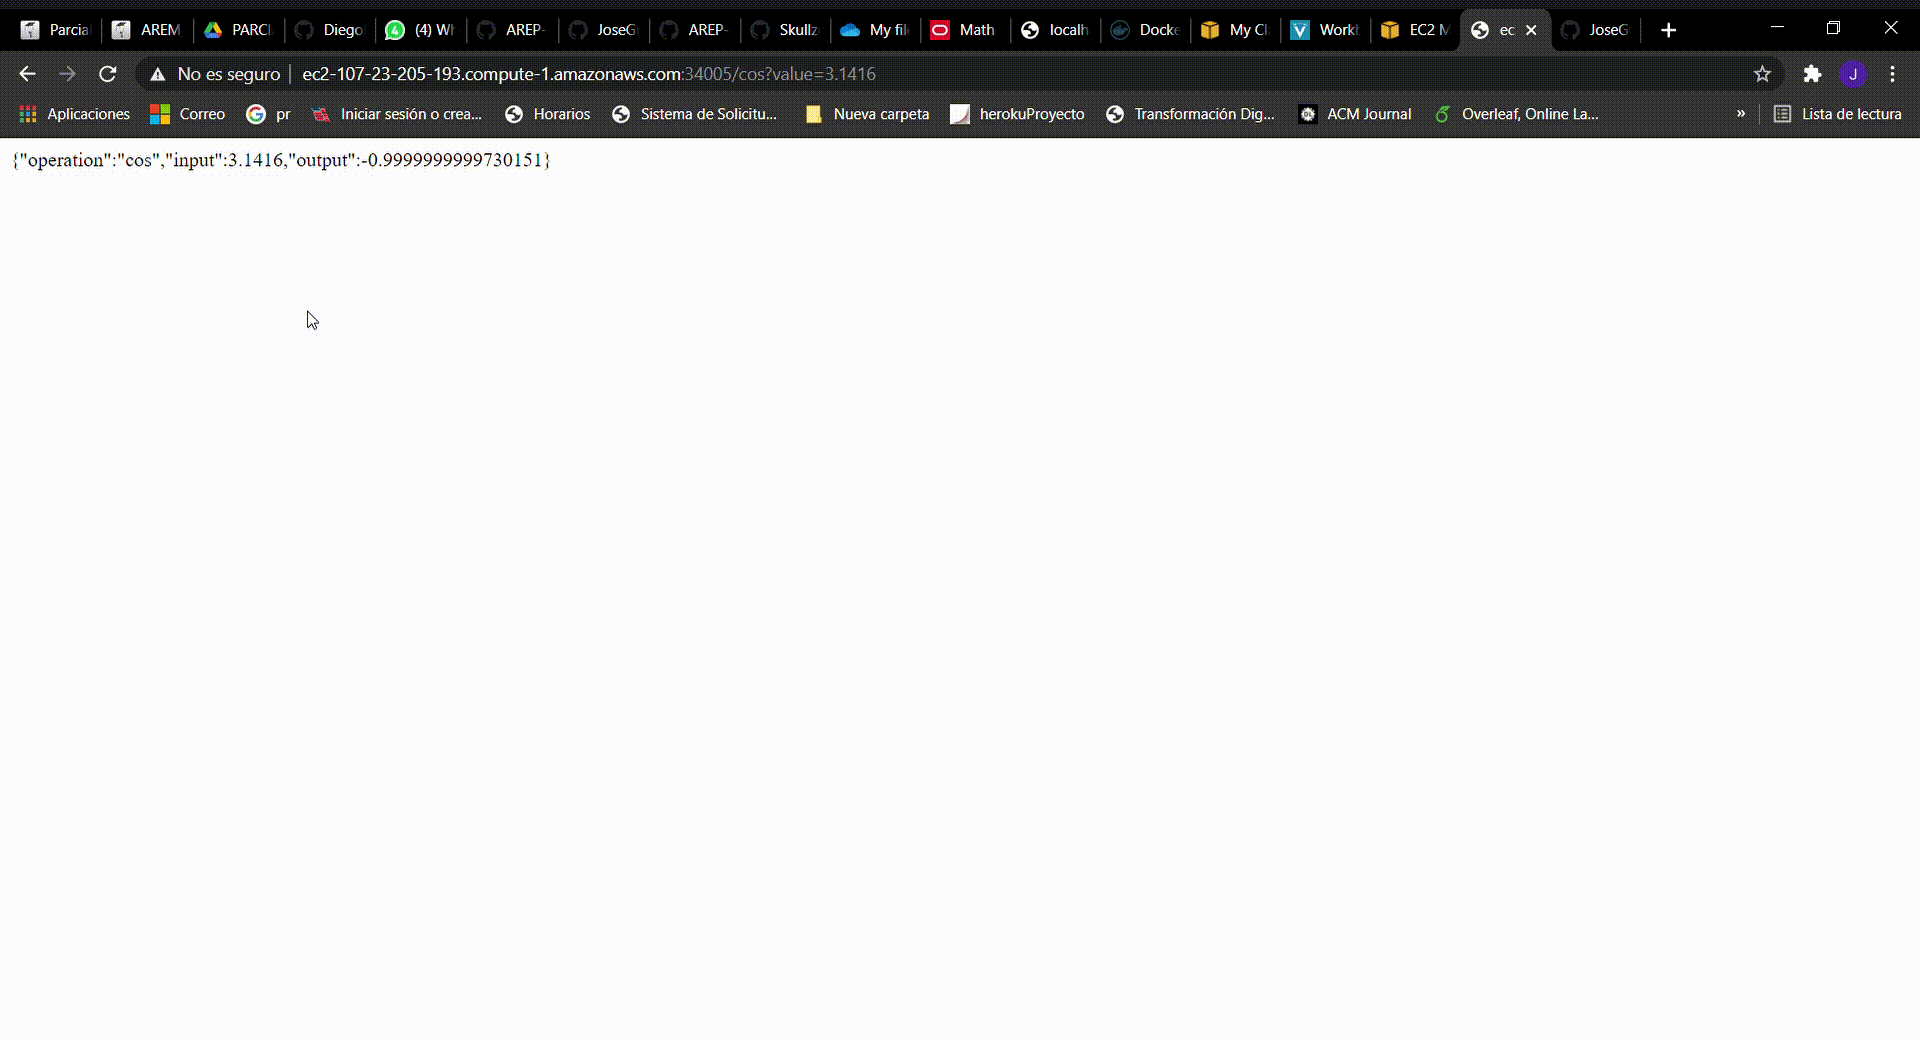 Parcia AREM PARCI Diego (4) Wh AREP- JoseG AREP- Skullz My fil Math localh Docke My Cl Workb EC2 M ec JoseG
No es seguro ec2-107-23-205-193.compute-1.amazonaws.com:34005/cos?value=3.1416 J
Aplicaciones Correo pr Iniciar sesión o crea... Horarios Sistema de Solicitu... Nueva carpeta herokuProyecto Transformación Dig... ACM Journal Overleaf, Online La... » Lista de lectura
{"operation":"cos","input":3.1416,"output":-0.9999999999730151}